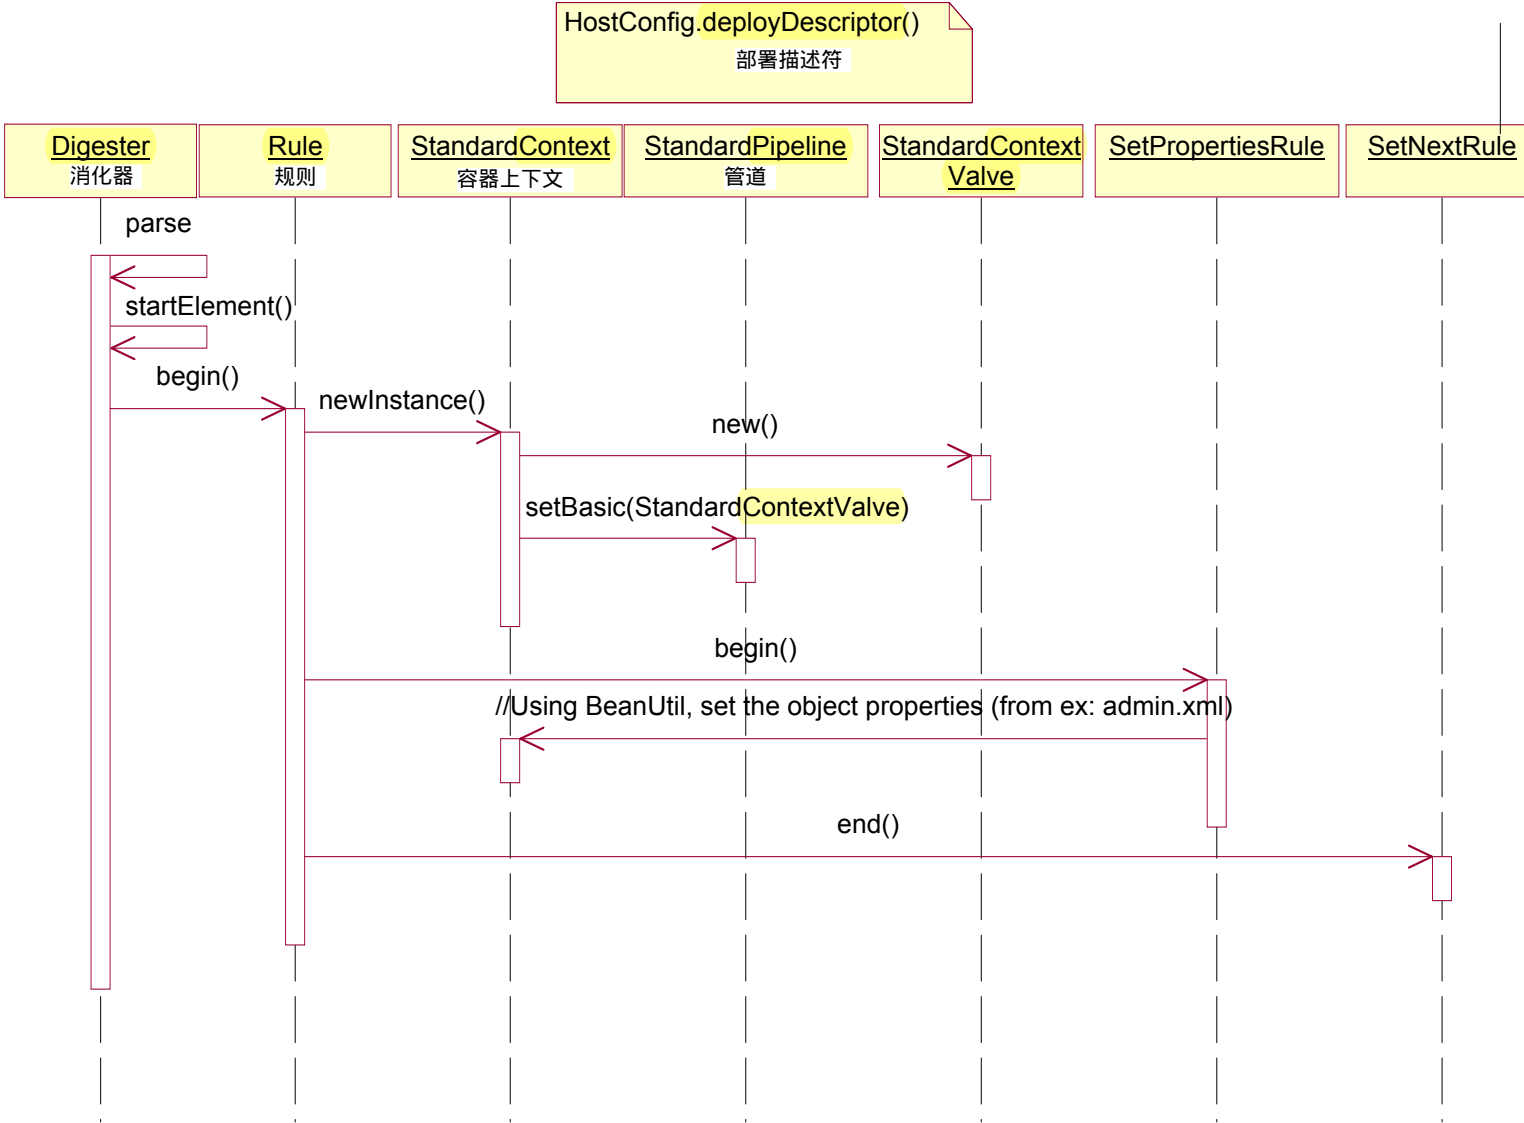 HostConfig.deployDescriptor()
部署描述符
Digester
消化器
Rule
规则
StandardContext
容器上下文
StandardPipeline
管道
StandardContext
Valve
SetPropertiesRule
SetNextRule
parse
startElement()
begin()
newInstance()
new()
setBasic(StandardContextValve)
begin()
//Using BeanUtil, set the object properties (from ex: admin.xml)
end()